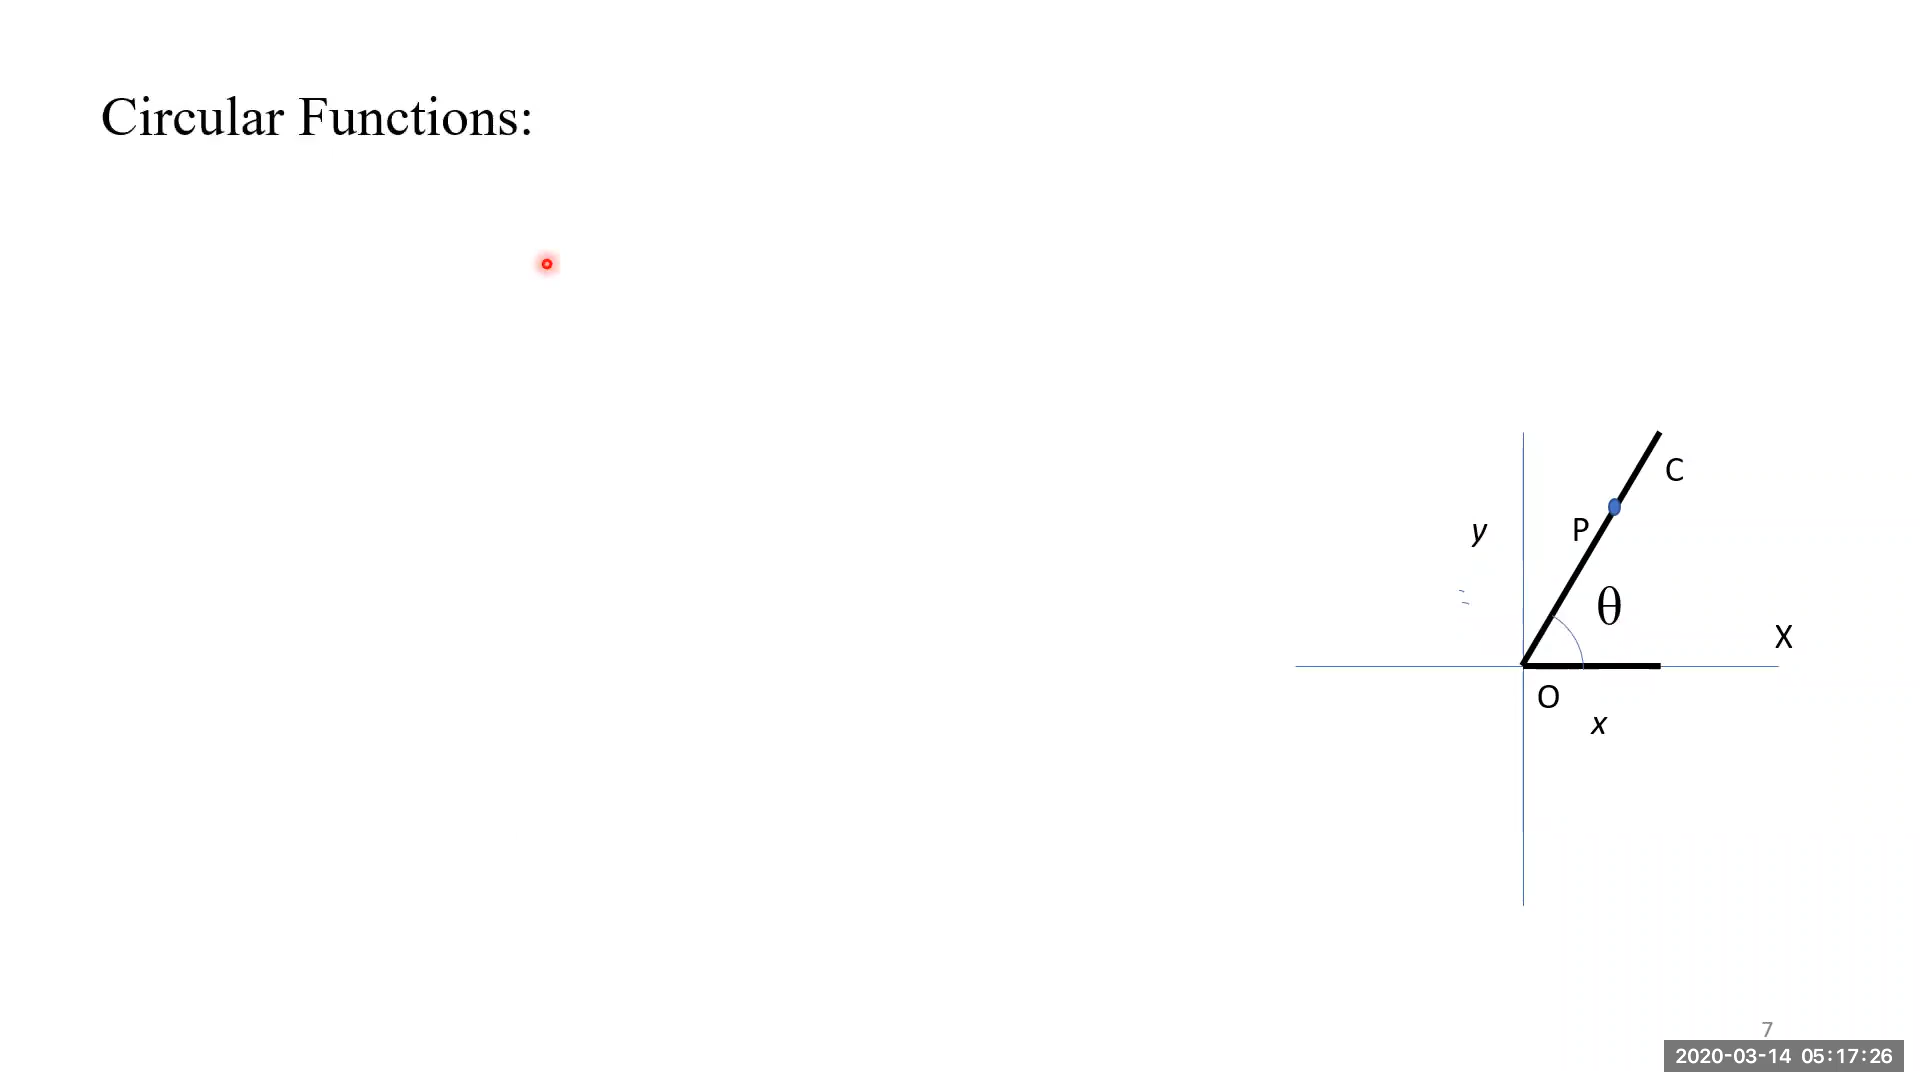 Circular Functions:
C
y
P
θ
X
O
x
7
2020-03-14 05:17:26